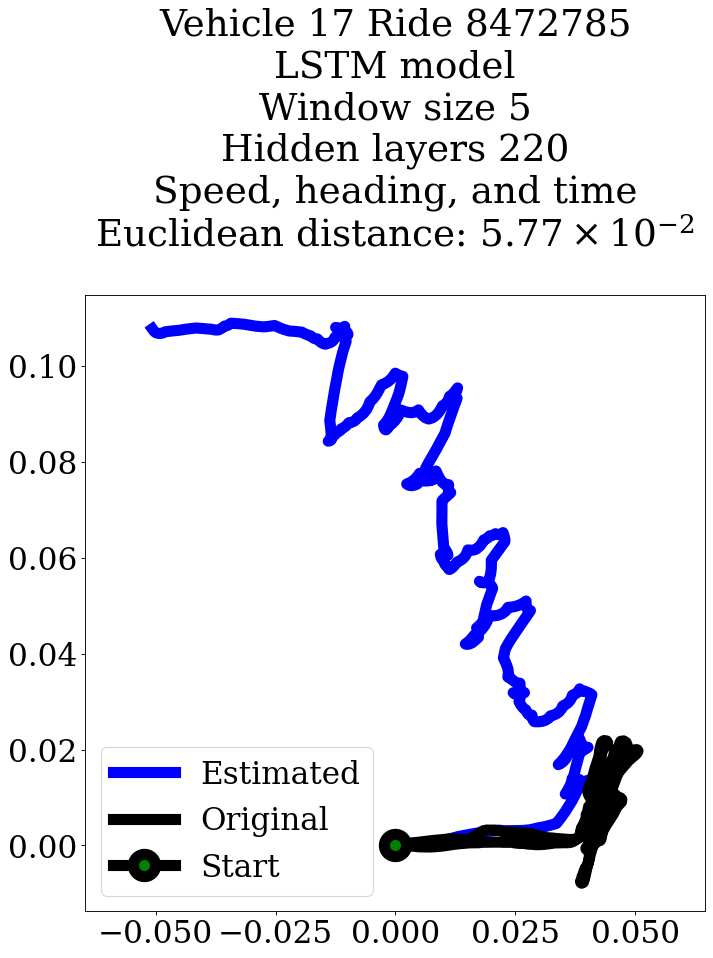 Vehicle 17 Ride 8472785
LSTM model
Window size 5
Hidden layers 220
Speed, heading, and time
Euclidean distance: 5.77 × 10⁻²
0.10
0.08
0.06
0.04
0.02
0.00
Estimated
Original
Start
−0.050 −0.025 0.000 0.025 0.050